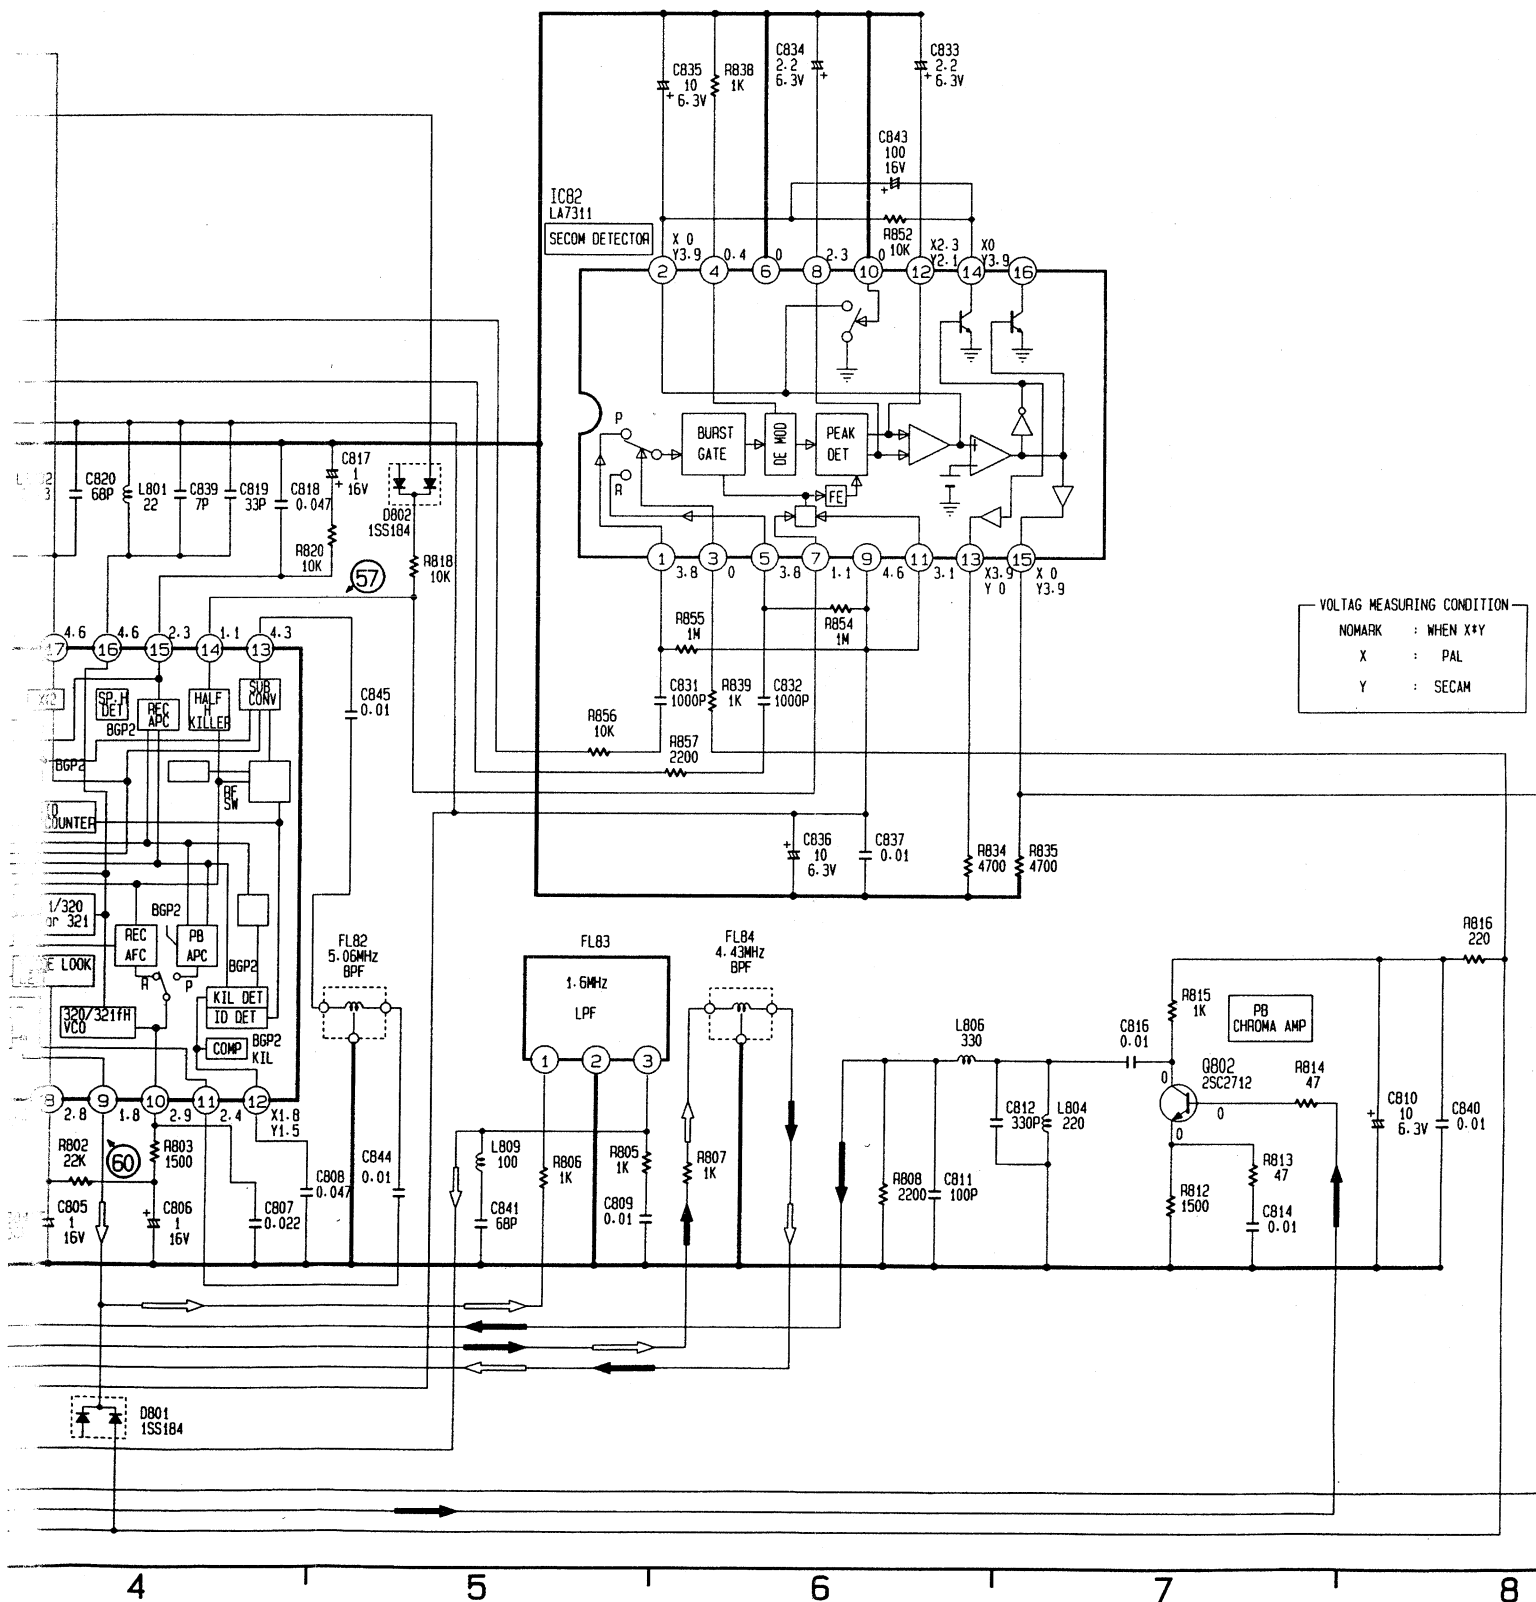 C835
10
6.3V
R838
1K
C834
2.2
6.3V
C833
2.2
6.3V
C843
100
16V
R852
10K
IC82
LA7311
SECOM DETECTOR
X 0
Y3.9
0.4
0
2.3
0
X2.3
Y2.1
X0
Y3.9
2
4
6
8
10
12
14
16
P
R
BURST
GATE
DE MOD
PEAK
DET
FE
1
3
5
7
9
11
13
15
3.8
0
3.8
1.1
4.6
3.1
X3.9
Y 0
X 0
Y3.9
C820
68P
L801
22
C839
7P
C819
33P
C818
0.047
C817
1
16V
D802
1SS184
R820
10K
R818
10K
57
R855
1M
R854
1M
C831
1000P
R839
1K
C832
1000P
R856
10K
R857
2200
VOLTAG MEASURING CONDITION
NOMARK : WHEN X*Y
X : PAL
Y : SECAM
17
4.6
16
4.6
15
2.3
14
1.1
13
4.3
SP.H
DET
REC
APC
HALF
H
KILLER
SUB
CONV
BGP2
BGP2
RF
SW
COUNTER
C845
0.01
C836
10
6.3V
C837
0.01
R834
4700
R835
4700
1/320
or 321
BGP2
REC
AFC
PB
APC
BGP2
E LOOK
R
P
320/321fH
VCO
KIL DET
ID DET
COMP
BGP2
KIL
FL82
5.06MHz
BPF
FL83
1.6MHz
LPF
1
2
3
FL84
4.43MHz
BPF
R816
220
R815
1K
PB
CHROMA AMP
L806
330
C816
0.01
Q802
2SC2712
0
0
0
R814
47
C812
330P
L804
220
C810
10
6.3V
C840
0.01
8
2.8
9
1.8
10
2.9
11
2.4
12
X1.8
Y1.5
R802
22K
60
R803
1500
C805
1
16V
C806
1
16V
C807
0.022
C808
0.047
C844
0.01
L809
100
C841
68P
R806
1K
R805
1K
C809
0.01
R807
1K
R808
2200
C811
100P
R812
1500
R813
47
C814
0.01
D801
1SS184
4
5
6
7
8